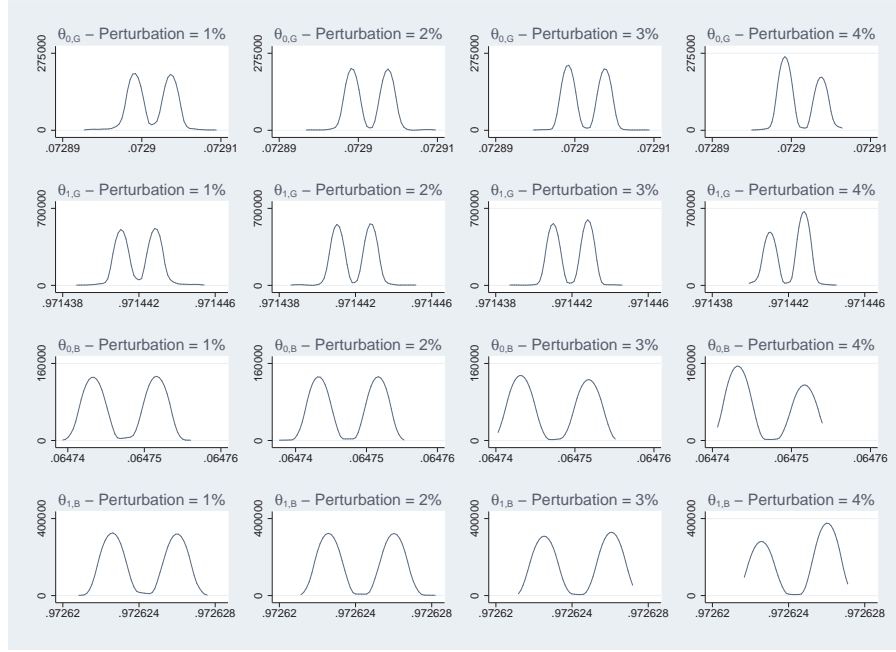 θ0,G – Perturbation = 1%
θ0,G – Perturbation = 2%
θ0,G – Perturbation = 3%
θ0,G – Perturbation = 4%
275000
0
.07289 .0729 .07291
275000
0
.07289 .0729 .07291
275000
0
.07289 .0729 .07291
275000
0
.07289 .0729 .07291
θ1,G – Perturbation = 1%
θ1,G – Perturbation = 2%
θ1,G – Perturbation = 3%
θ1,G – Perturbation = 4%
700000
0
.971438 .971442 .971446
700000
0
.971438 .971442 .971446
700000
0
.971438 .971442 .971446
700000
0
.971438 .971442 .971446
θ0,B – Perturbation = 1%
θ0,B – Perturbation = 2%
θ0,B – Perturbation = 3%
θ0,B – Perturbation = 4%
160000
0
.06474 .06475 .06476
160000
0
.06474 .06475 .06476
160000
0
.06474 .06475 .06476
160000
0
.06474 .06475 .06476
θ1,B – Perturbation = 1%
θ1,B – Perturbation = 2%
θ1,B – Perturbation = 3%
θ1,B – Perturbation = 4%
400000
0
.97262 .972624 .972628
400000
0
.97262 .972624 .972628
400000
0
.97262 .972624 .972628
400000
0
.97262 .972624 .972628